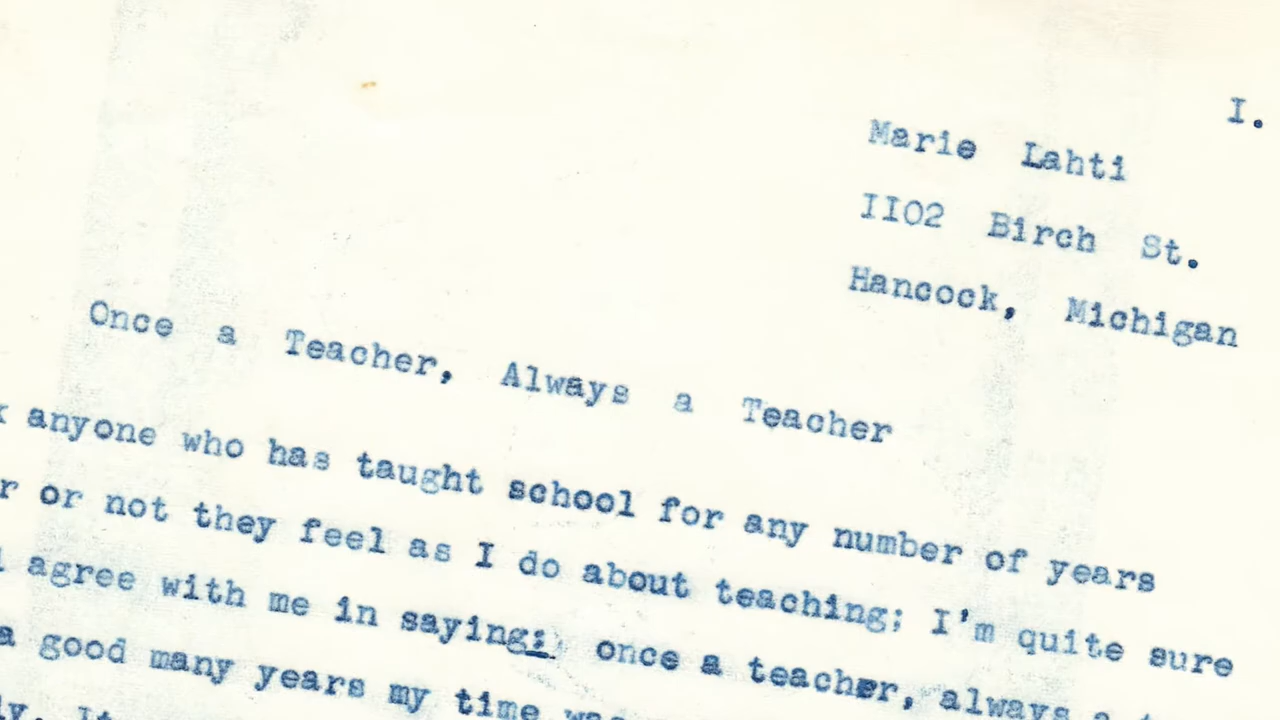 I.
Marie Lahti
II02 Birch St.
Hancock, Michigan
Once a Teacher, Always a Teacher
anyone who has taught school for any number of years
or not they feel as I do about teaching; I'm quite sure
agree with me in saying: once a teacher, always a
a good many years my time was